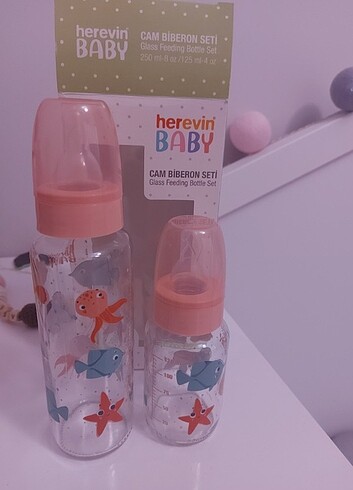 herevin
BABY
CAM BİBERON SETİ
Glass Feeding Bottle Set
250 ml-8 oz /125 ml-4 oz
herevin
BABY
CAM BİBERON SETİ
Glass Feeding Bottle Set